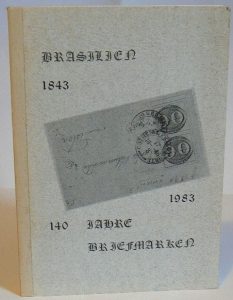 BRASILIEN
1843
1983
140 JAHRE
BRIEFMARKEN